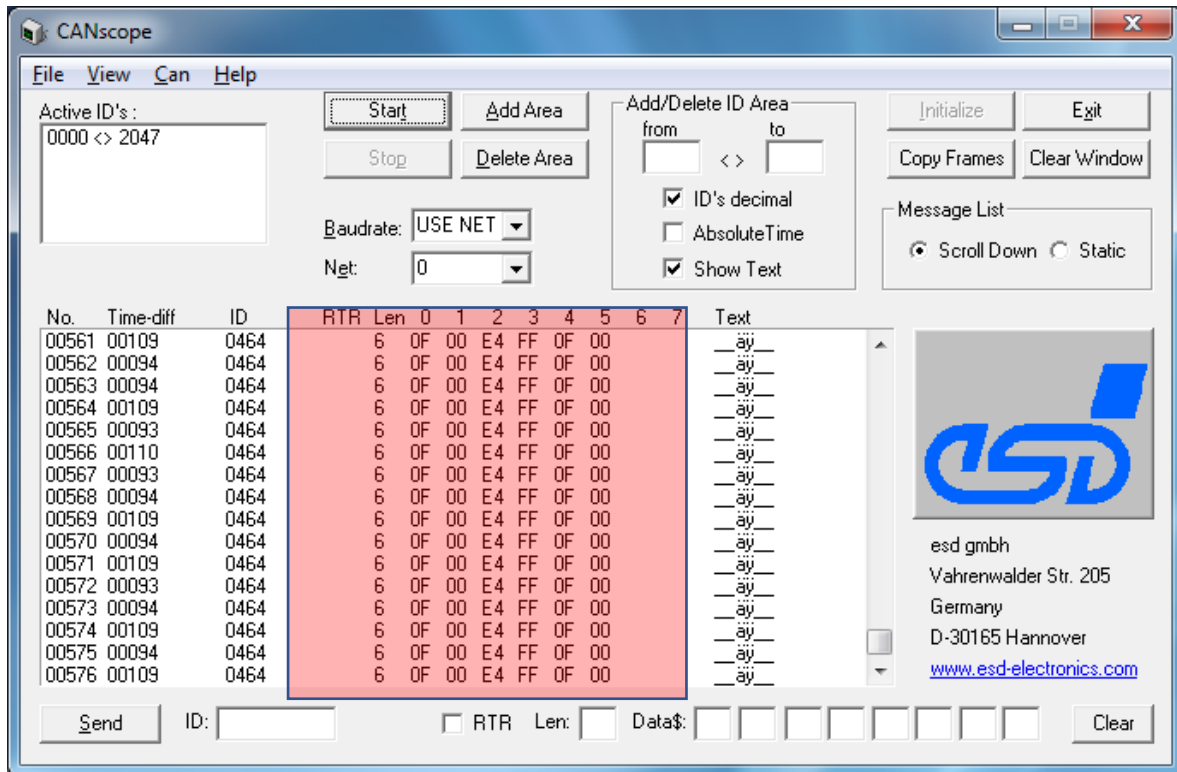 CANscope
File View Can Help
Active ID's :
0000 <> 2047
Start Add Area
Stop Delete Area
Baudrate: USE NET
Net: 0
Add/Delete ID Area
from to
< >
ID's decimal
AbsoluteTime
Show Text
Initialize Exit
Copy Frames Clear Window
Message List
Scroll Down Static
No. Time-diff ID RTR Len 0 1 2 3 4 5 6 7 Text
00561 00109 0464 6 0F 00 E4 FF 0F 00 __äÿ__
00562 00094 0464 6 0F 00 E4 FF 0F 00 __äÿ__
00563 00094 0464 6 0F 00 E4 FF 0F 00 __äÿ__
00564 00109 0464 6 0F 00 E4 FF 0F 00 __äÿ__
00565 00093 0464 6 0F 00 E4 FF 0F 00 __äÿ__
00566 00110 0464 6 0F 00 E4 FF 0F 00 __äÿ__
00567 00093 0464 6 0F 00 E4 FF 0F 00 __äÿ__
00568 00094 0464 6 0F 00 E4 FF 0F 00 __äÿ__
00569 00109 0464 6 0F 00 E4 FF 0F 00 __äÿ__
00570 00094 0464 6 0F 00 E4 FF 0F 00 __äÿ__
00571 00109 0464 6 0F 00 E4 FF 0F 00 __äÿ__
00572 00093 0464 6 0F 00 E4 FF 0F 00 __äÿ__
00573 00094 0464 6 0F 00 E4 FF 0F 00 __äÿ__
00574 00109 0464 6 0F 00 E4 FF 0F 00 __äÿ__
00575 00094 0464 6 0F 00 E4 FF 0F 00 __äÿ__
00576 00109 0464 6 0F 00 E4 FF 0F 00 __äÿ__
esd
esd gmbh
Vahrenwalder Str. 205
Germany
D-30165 Hannover
www.esd-electronics.com
Send ID: RTR Len: Data$: Clear